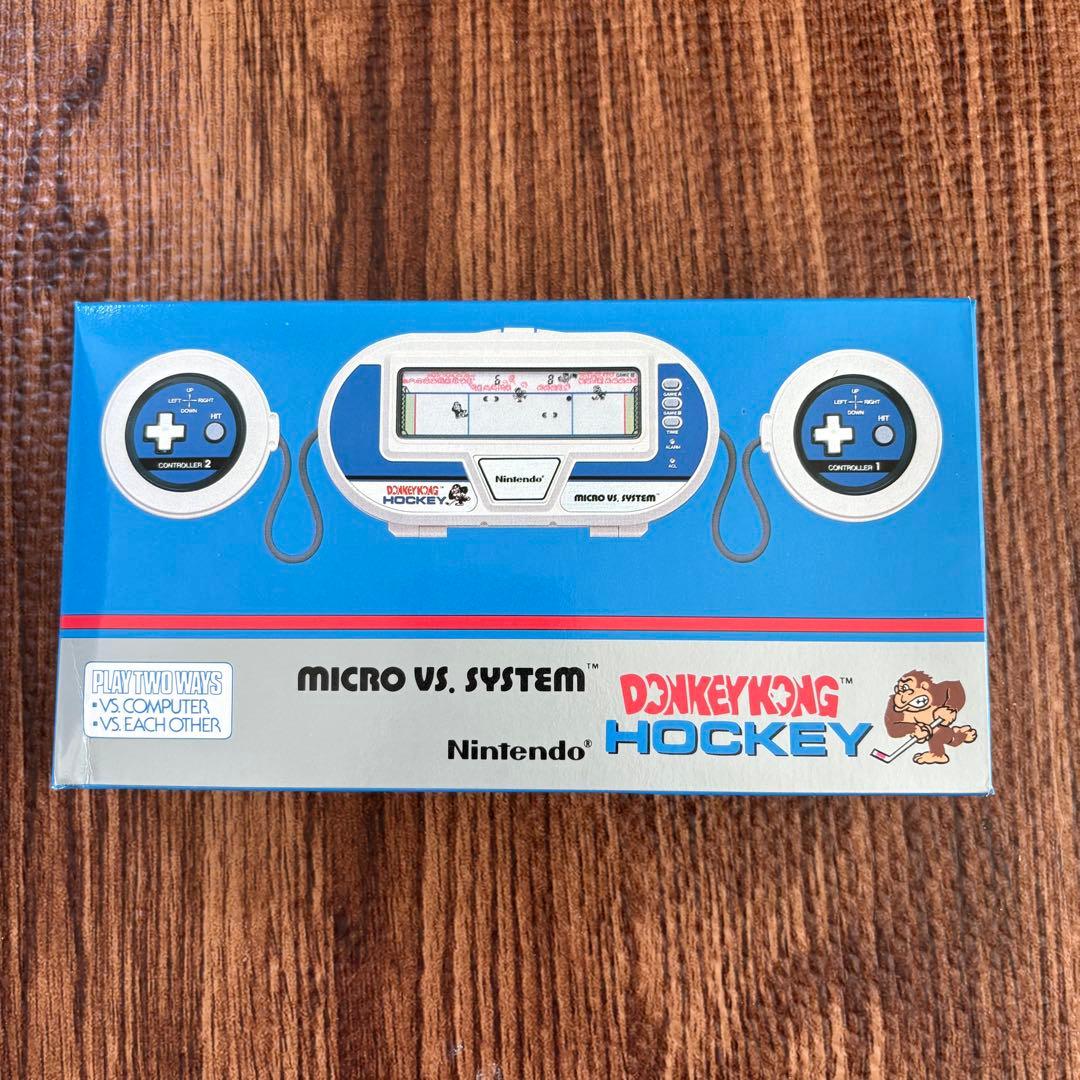 UP
LEFT RIGHT
DOWN
HIT
CONTROLLER 2
GAME A
GAME B
TIME
ALARM
ACL
Nintendo®
DONKEY KONG™
HOCKEY
MICRO VS. SYSTEM™
UP
LEFT RIGHT
DOWN
HIT
CONTROLLER 1
PLAY TWO WAYS
• VS. COMPUTER
• VS. EACH OTHER
MICRO VS. SYSTEM™
Nintendo®
DONKEY KONG™
HOCKEY